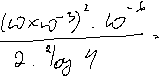 (10×10⁻³)². 10⁻⁶ =
2. ²log 4